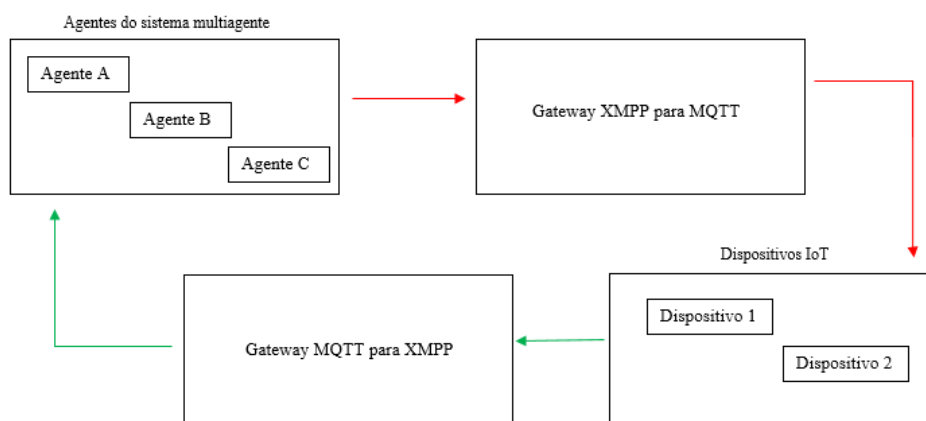 Agentes do sistema multiagente
Agente A
Agente B
Agente C
Gateway XMPP para MQTT
Dispositivos IoT
Dispositivo 1
Dispositivo 2
Gateway MQTT para XMPP